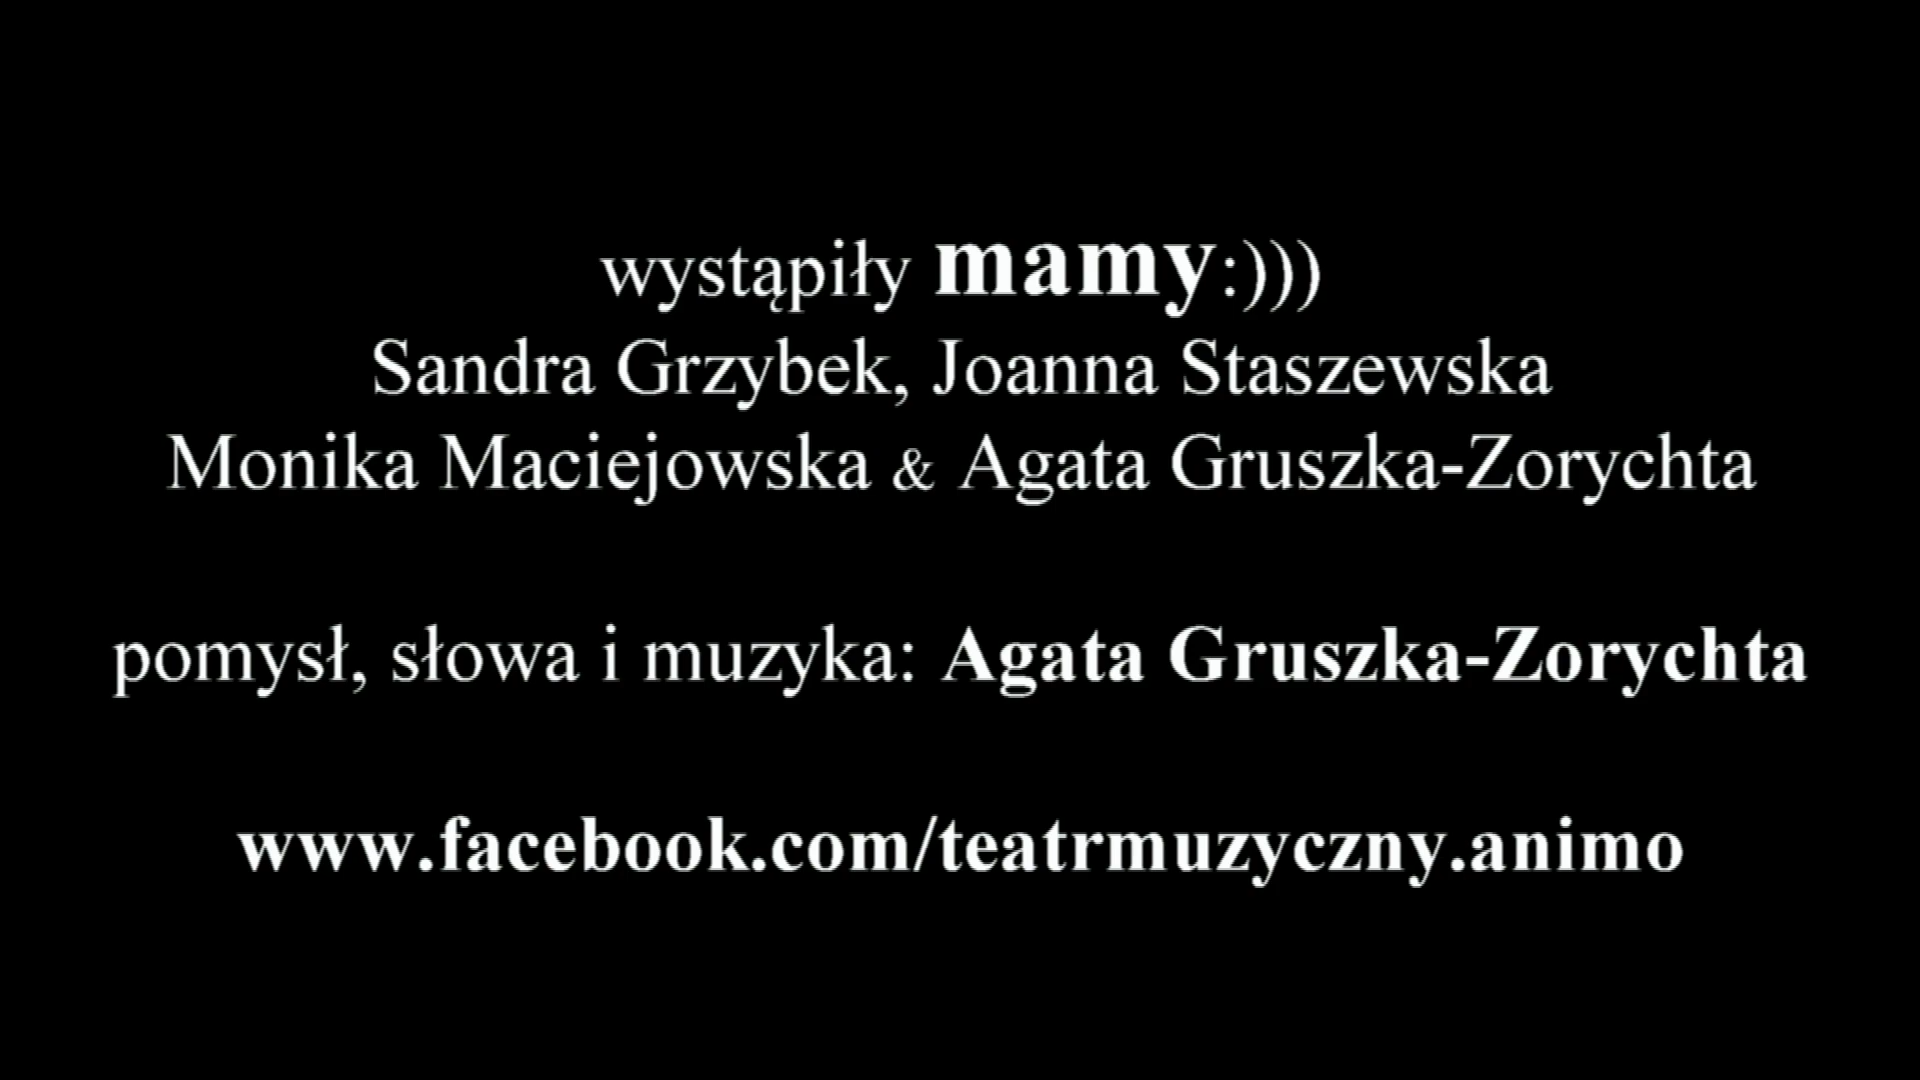 wystąpiły mamy:)))
Sandra Grzybek, Joanna Staszewska
Monika Maciejowska & Agata Gruszka-Zorychta
pomysł, słowa i muzyka: Agata Gruszka-Zorychta
www.facebook.com/teatrmuzyczny.animo